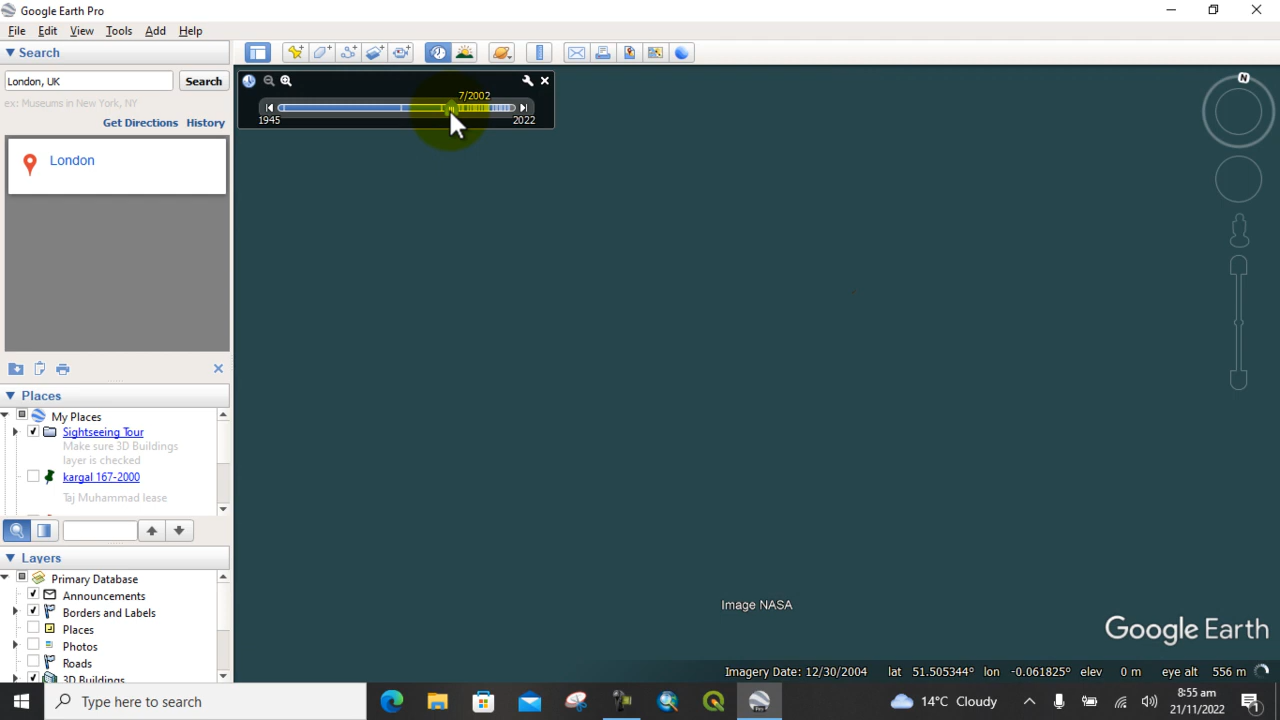 Google Earth Pro
File Edit View Tools Add Help
Search
London, UK
Search
ex: Museums in New York, NY
Get Directions History
London
7/2002
1945
2022
Places
My Places
Sightseeing Tour
Make sure 3D Buildings
layer is checked
kargal 167-2000
Taj Muhammad lease
Layers
Primary Database
Announcements
Borders and Labels
Places
Photos
Roads
3D Buildings
N
Image NASA
Google Earth
Imagery Date: 12/30/2004 lat 51.505344° lon -0.061825° elev 0 m eye alt 556 m
Type here to search
14°C Cloudy
8:55 am
21/11/2022
1